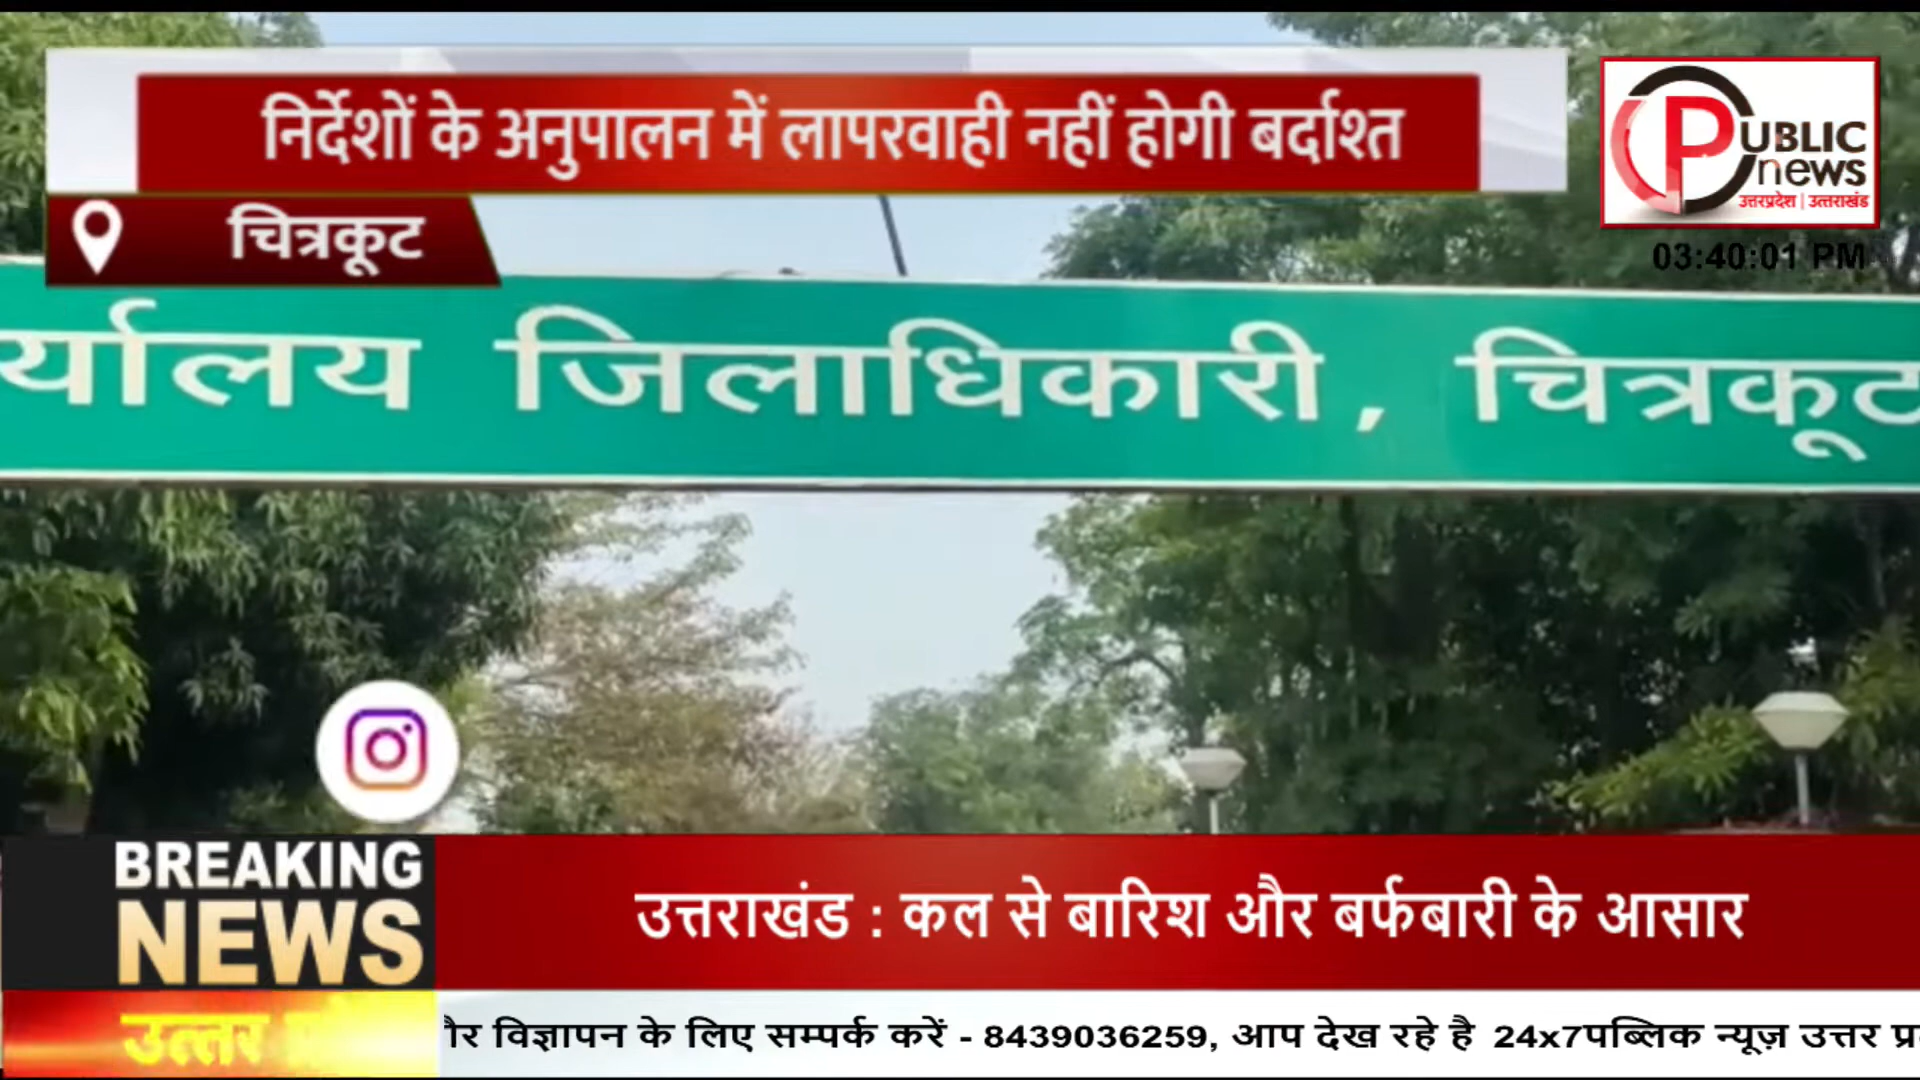 निर्देशों के अनुपालन में लापरवाही नहीं होगी बर्दाश्त
PUBLIC
news
उत्तरप्रदेश | उत्तराखंड
चित्रकूट
03:40:01 PM
र्यालय जिलाधिकारी, चित्रकूट
BREAKING
NEWS
उत्तराखंड : कल से बारिश और बर्फबारी के आसार
उत्तर
र विज्ञापन के लिए सम्पर्क करें - 8439036259, आप देख रहे है 24x7पब्लिक न्यूज़ उत्तर प्र